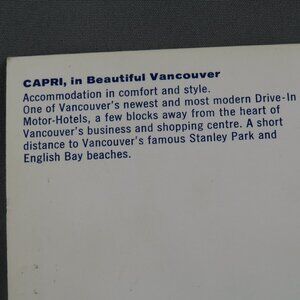 CAPRI, in Beautiful Vancouver
Accommodation in comfort and style.
One of Vancouver's newest and most modern Drive-In
Motor-Hotels, a few blocks away from the heart of
Vancouver's business and shopping centre. A short
distance to Vancouver's famous Stanley Park and
English Bay beaches.